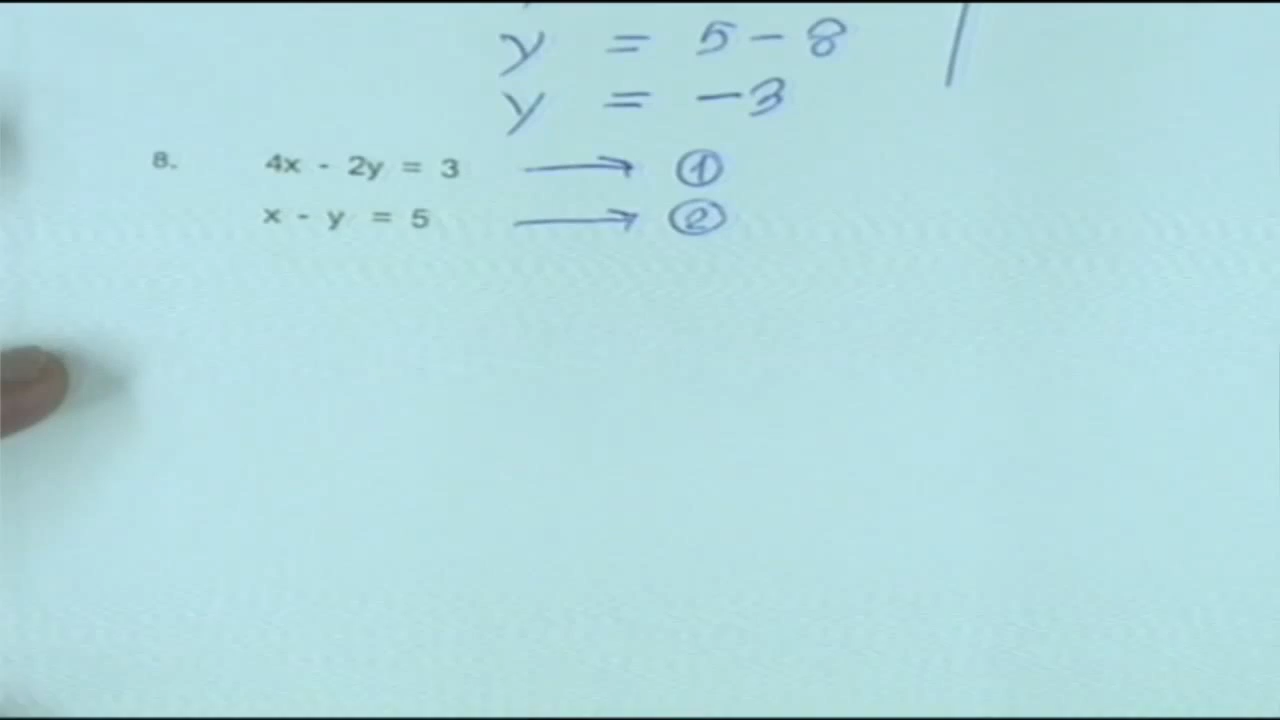 y = 5 - 8
y = -3
8. 4x - 2y = 3 → ①
x - y = 5 → ②